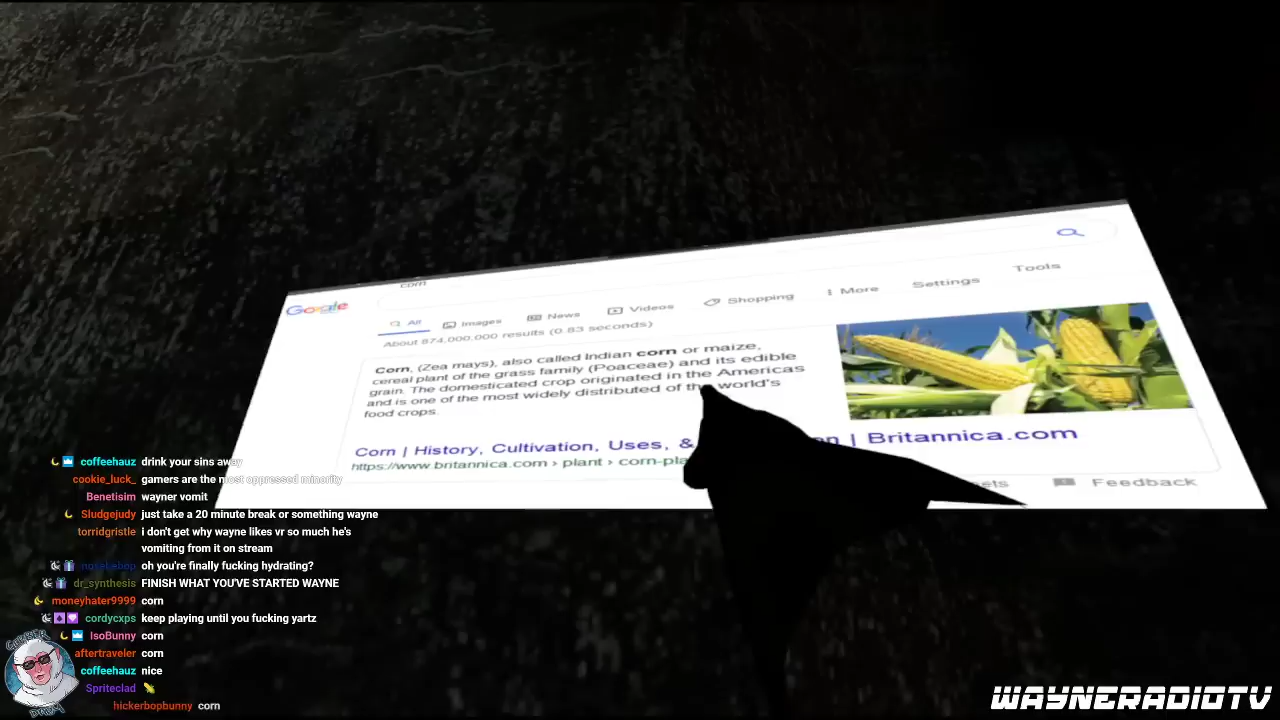 corn
Google
All
Images
News
Videos
Shopping
More
Settings
Tools
About 874,000,000 results (0.83 seconds)
Corn, (Zea mays), also called Indian corn or maize,
cereal plant of the grass family (Poaceae) and its edible
grain. The domesticated crop originated in the Americas
and is one of the most widely distributed of the world's
food crops.
Corn | History, Cultivation, Uses, & | Britannica.com
https://www.britannica.com › plant › corn-pla
Feedback
coffeehauz drink your sins away
cookie_luck_ gamers are the most oppressed minority
Benetisim wayner vomit
Sludgejudy just take a 20 minute break or something wayne
torridgristle i don't get why wayne likes vr so much he's
vomiting from it on stream
oh you're finally fucking hydrating?
dr_synthesis FINISH WHAT YOU'VE STARTED WAYNE
moneyhater9999 corn
cordycxps keep playing until you fucking yartz
IsoBunny corn
aftertraveler corn
coffeehauz nice
Spriteclad 🌽
hickerbopbunny corn
WAYNERADIOTV